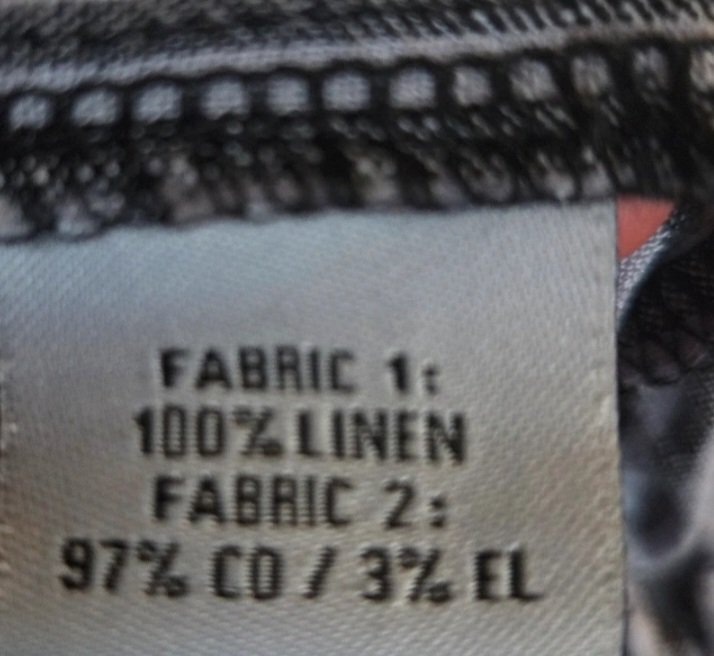 FABRIC 1:
100% LINEN
FABRIC 2:
97% CO / 3% EL